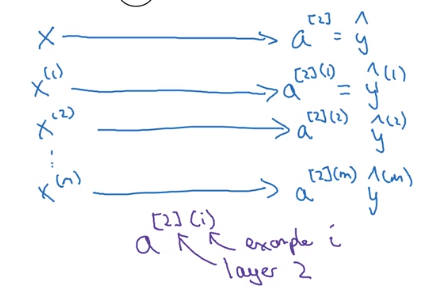 x → a^[2] = ŷ
x^(1) → a^[2](1) = ŷ^(1)
x^(2) → a^[2](2) ŷ^(2)
⋮
x^(m) → a^[2](m) ŷ^(m)
a^[2](i) example i
layer 2